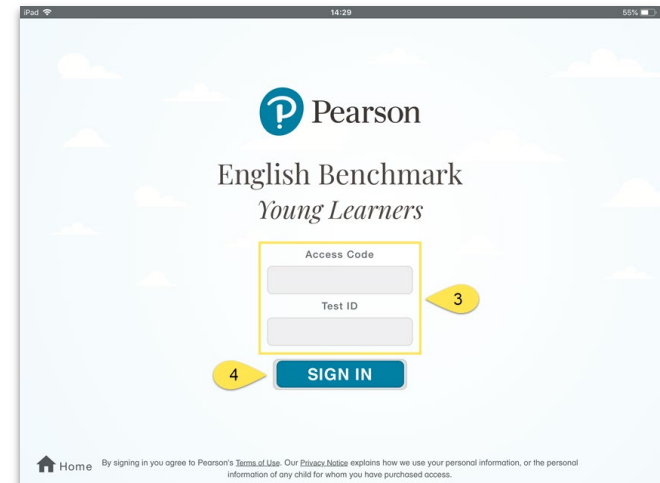 iPad 14:29 55%
Pearson
English Benchmark
Young Learners
Access Code
3
Test ID
4
SIGN IN
Home
By signing in you agree to Pearson's Terms of Use. Our Privacy Notice explains how we use your personal information, or the personal
information of any child for whom you have purchased access.